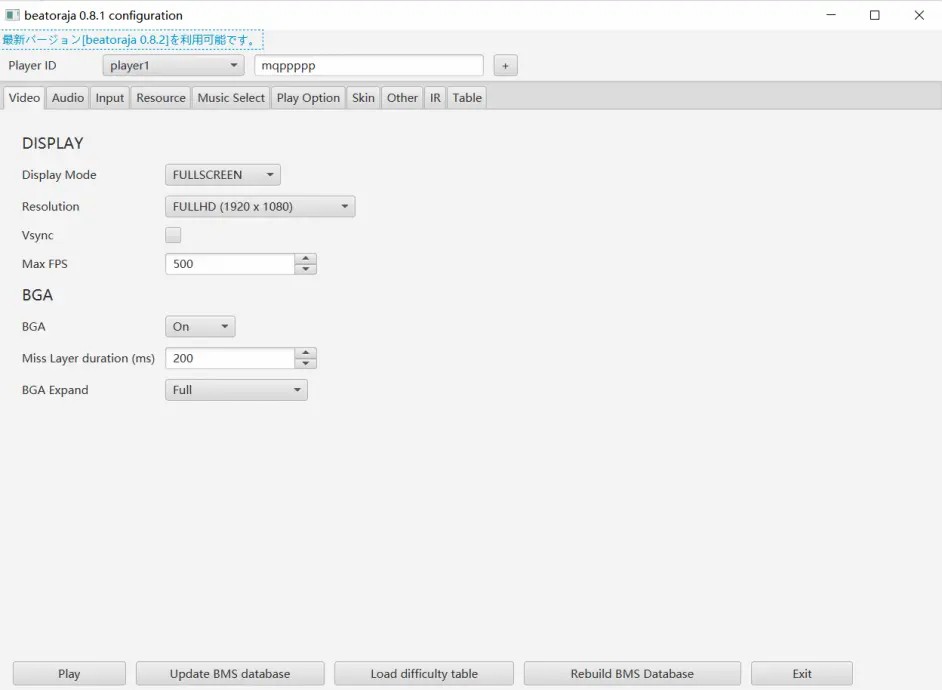 beatoraja 0.8.1 configuration
最新バージョン[beatoraja 0.8.2]を利用可能です。
Player ID player1 mqppppp +
Video Audio Input Resource Music Select Play Option Skin Other IR Table
DISPLAY
Display Mode FULLSCREEN
Resolution FULLHD (1920 x 1080)
Vsync
Max FPS 500
BGA
BGA On
Miss Layer duration (ms) 200
BGA Expand Full
Play Update BMS database Load difficulty table Rebuild BMS Database Exit